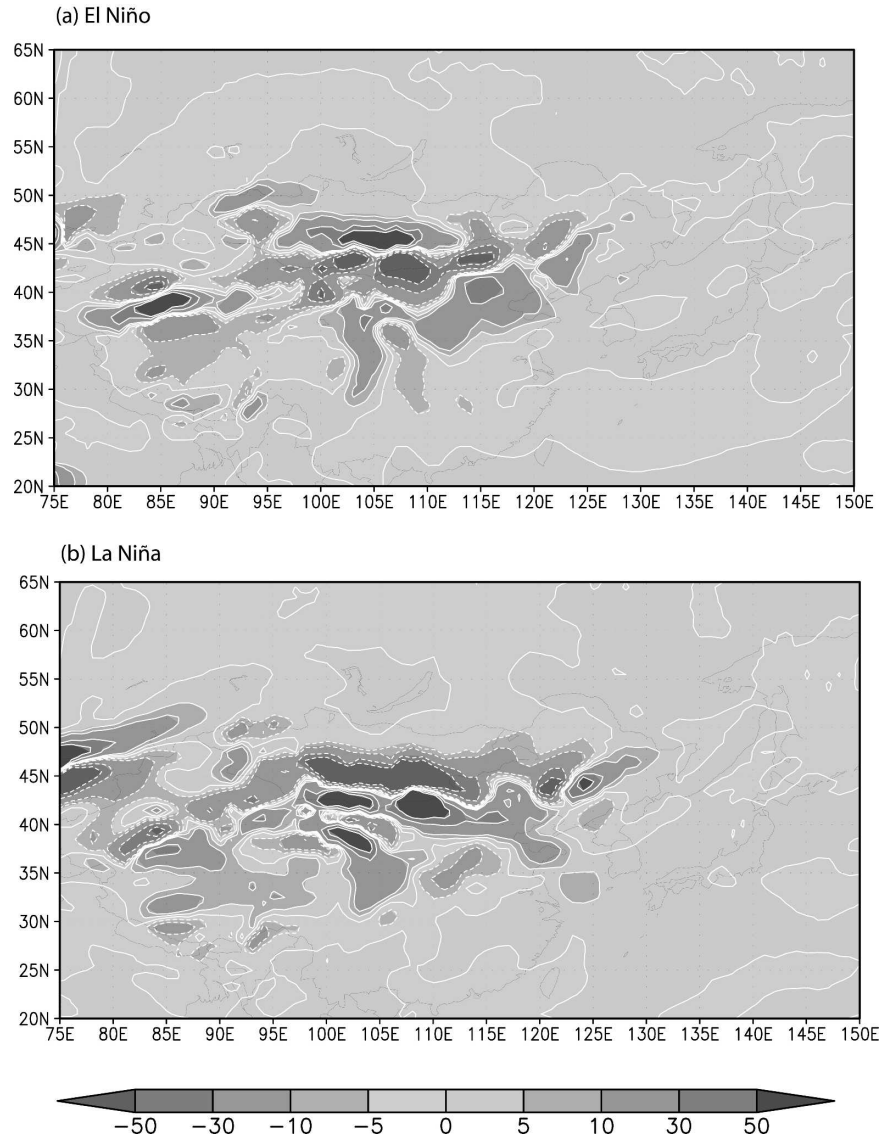 (a) El Niño
65N
60N
55N
50N
45N
40N
35N
30N
25N
20N
75E 80E 85E 90E 95E 100E 105E 110E 115E 120E 125E 130E 135E 140E 145E 150E
(b) La Niña
65N
60N
55N
50N
45N
40N
35N
30N
25N
20N
75E 80E 85E 90E 95E 100E 105E 110E 115E 120E 125E 130E 135E 140E 145E 150E
−50 −30 −10 −5 0 5 10 30 50